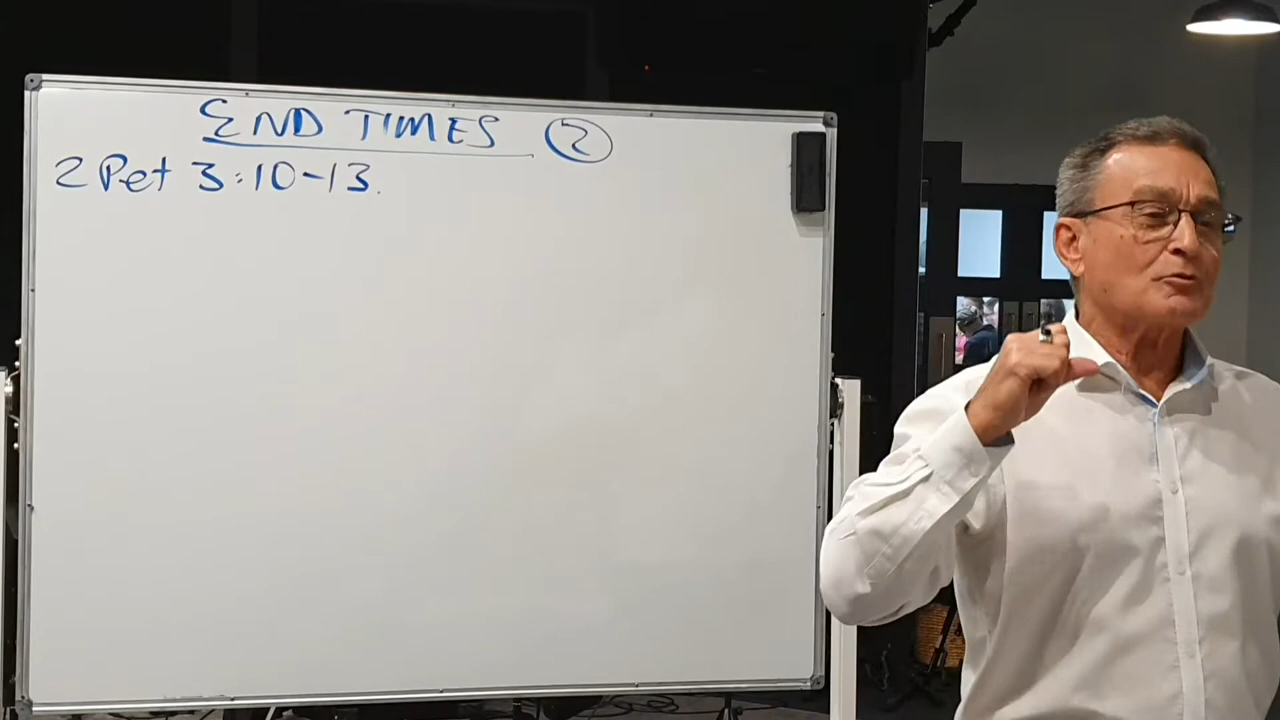 END TIMES ②
2 Pet 3:10-13.